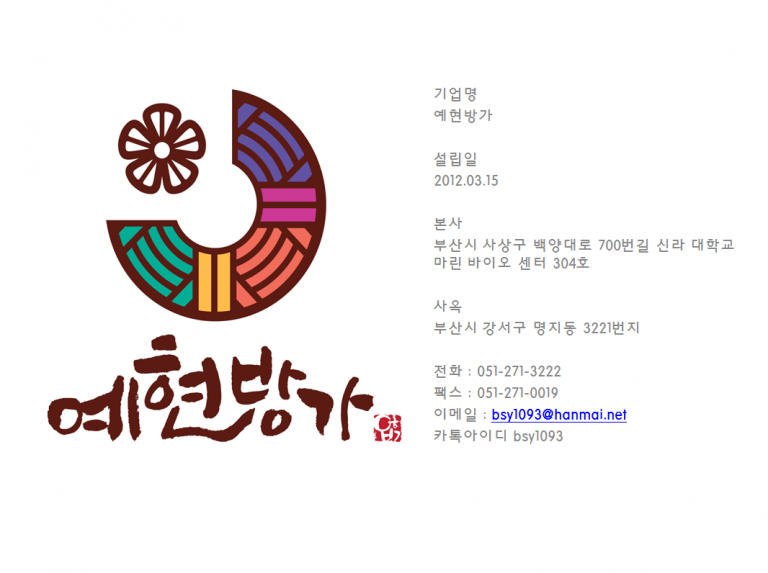 예현방가
기업명
예현방가
설립일
2012.03.15
본사
부산시 사상구 백양대로 700번길 신라 대학교
마린 바이오 센터 304호
사옥
부산시 강서구 명지동 3221번지
전화 : 051-271-3222
팩스 : 051-271-0019
이메일 : bsy1093@hanmai.net
카톡아이디 bsy1093